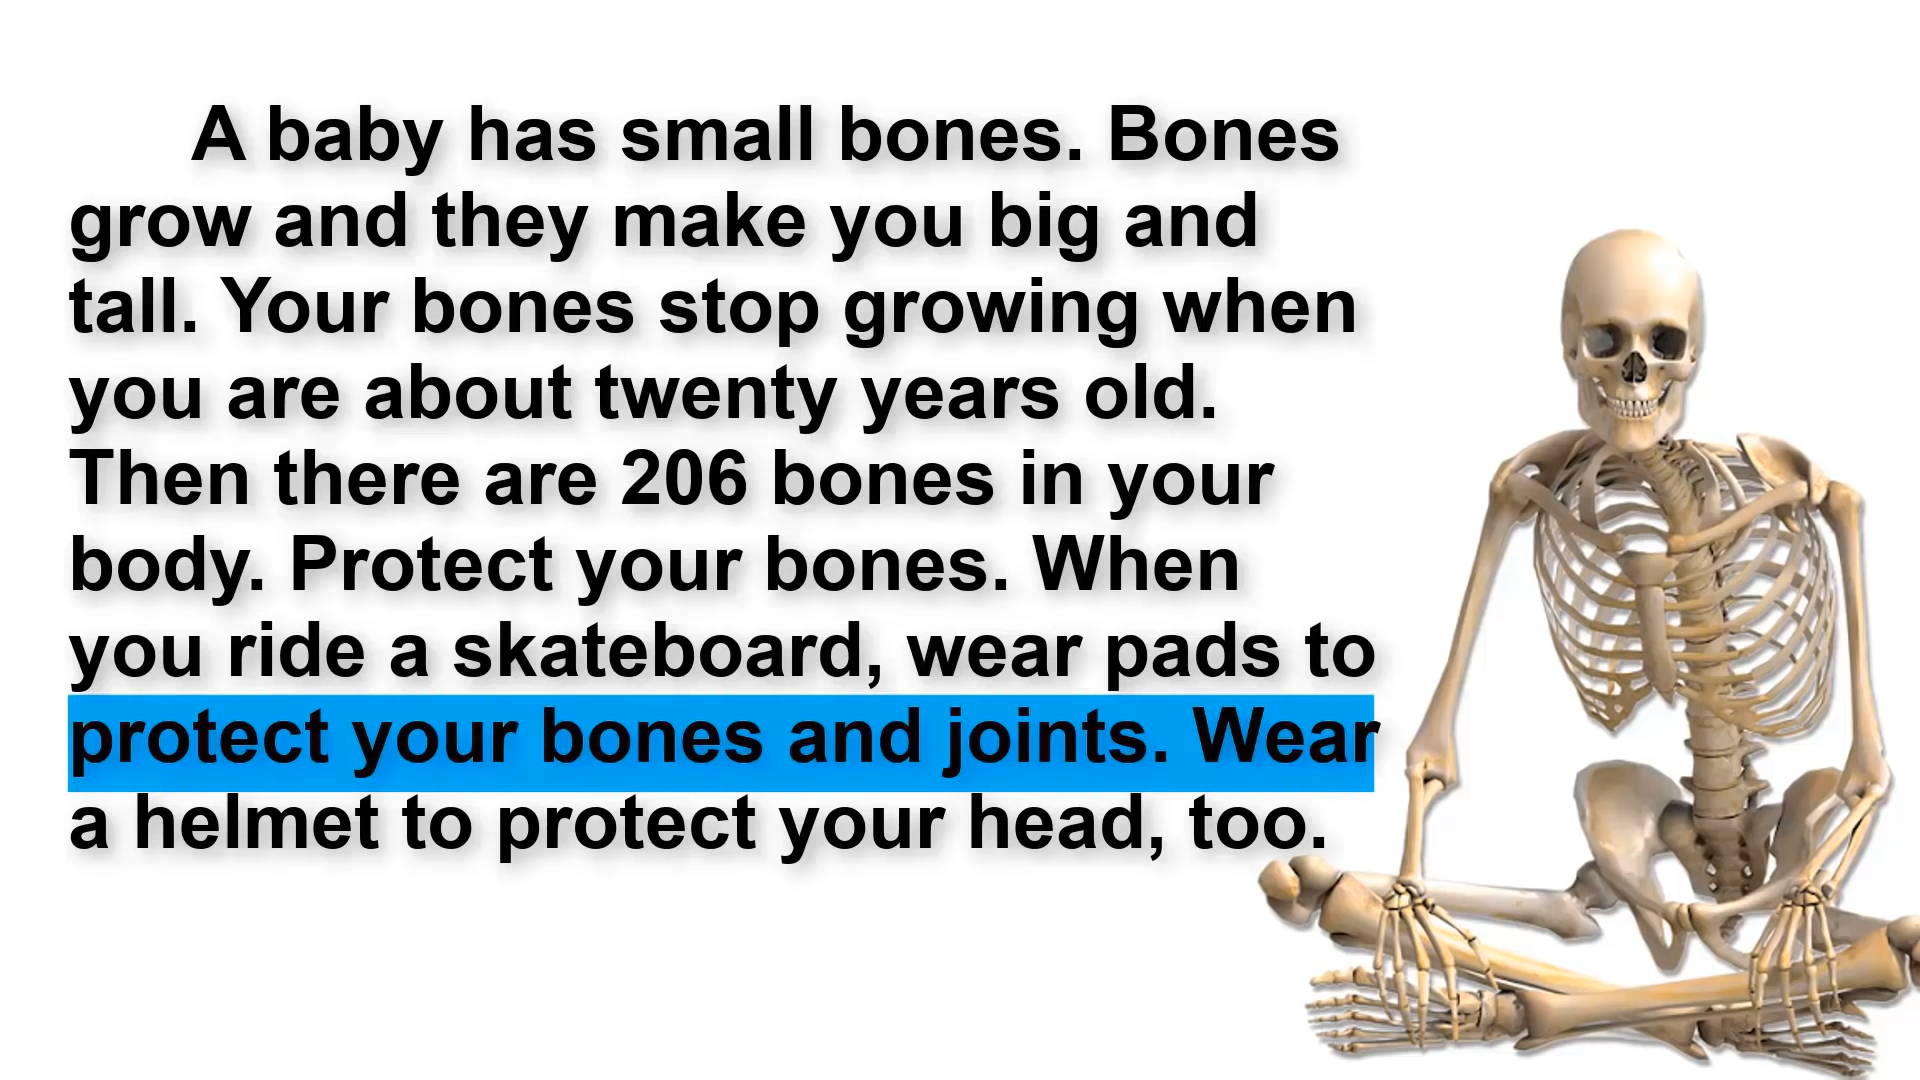 A baby has small bones. Bones
grow and they make you big and
tall. Your bones stop growing when
you are about twenty years old.
Then there are 206 bones in your
body. Protect your bones. When
you ride a skateboard, wear pads to
protect your bones and joints. Wear
a helmet to protect your head, too.